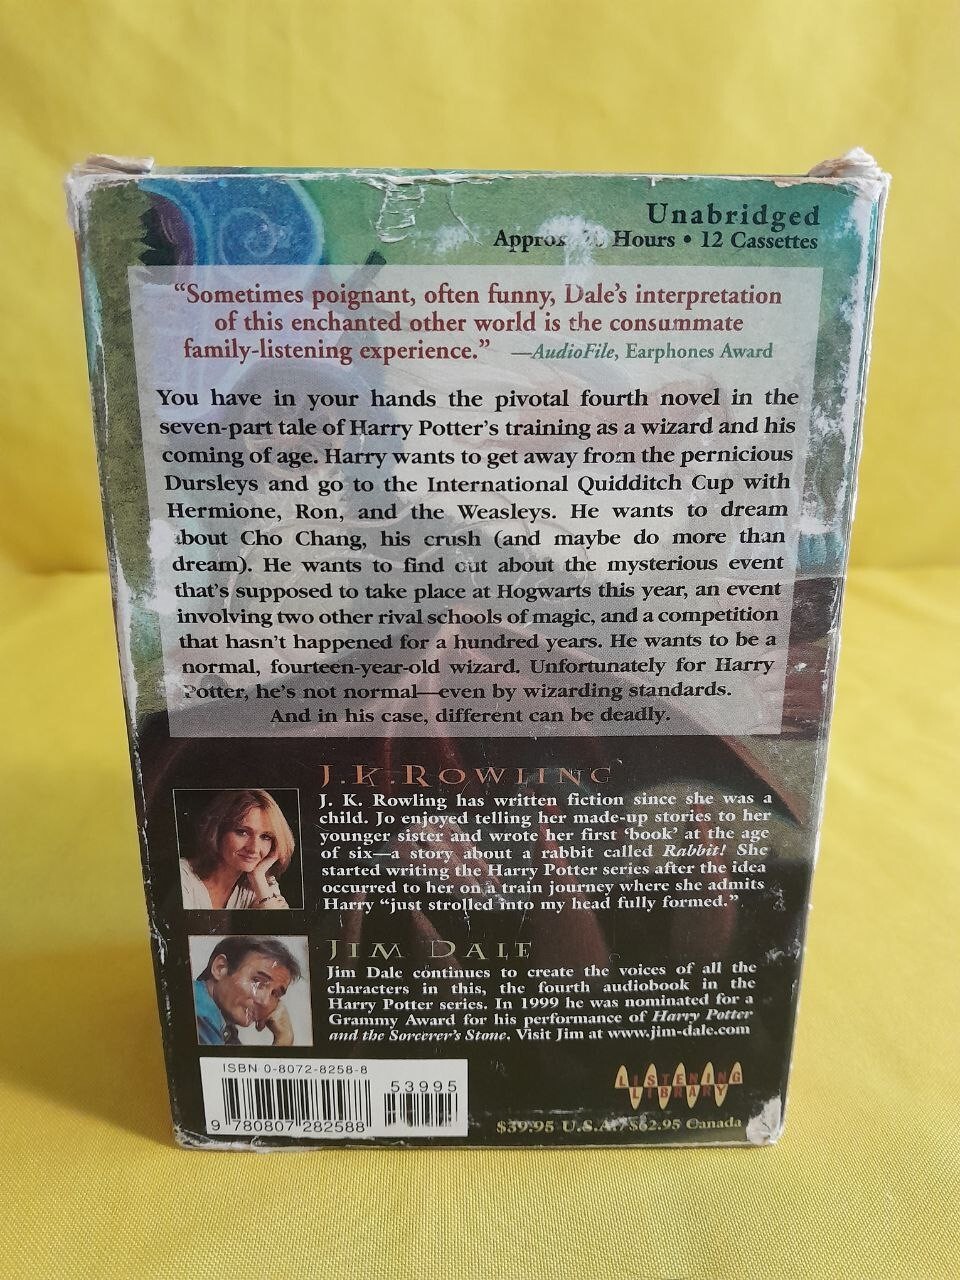 Unabridged
Approx. Hours • 12 Cassettes
“Sometimes poignant, often funny, Dale’s interpretation
of this enchanted other world is the consummate
family-listening experience.” —AudioFile, Earphones Award
You have in your hands the pivotal fourth novel in the
seven-part tale of Harry Potter’s training as a wizard and his
coming of age. Harry wants to get away from the pernicious
Dursleys and go to the International Quidditch Cup with
Hermione, Ron, and the Weasleys. He wants to dream
about Cho Chang, his crush (and maybe do more than
dream). He wants to find out about the mysterious event
that’s supposed to take place at Hogwarts this year, an event
involving two other rival schools of magic, and a competition
that hasn’t happened for a hundred years. He wants to be a
normal, fourteen-year-old wizard. Unfortunately for Harry
Potter, he’s not normal—even by wizarding standards.
And in his case, different can be deadly.
J.K.ROWLING
J. K. Rowling has written fiction since she was a
child. Jo enjoyed telling her made-up stories to her
younger sister and wrote her first ‘book’ at the age
of six—a story about a rabbit called Rabbit! She
started writing the Harry Potter series after the idea
occurred to her on a train journey where she admits
Harry “just strolled into my head fully formed.”
JIM DALE
Jim Dale continues to create the voices of all the
characters in this, the fourth audiobook in the
Harry Potter series. In 1999 he was nominated for a
Grammy Award for his performance of Harry Potter
and the Sorcerer’s Stone. Visit Jim at www.jim-dale.com
ISBN 0-8072-8258-8
53995
9 780807 282588
LISTENING
LIBRARY
$39.95 U.S.A./$62.95 Canada